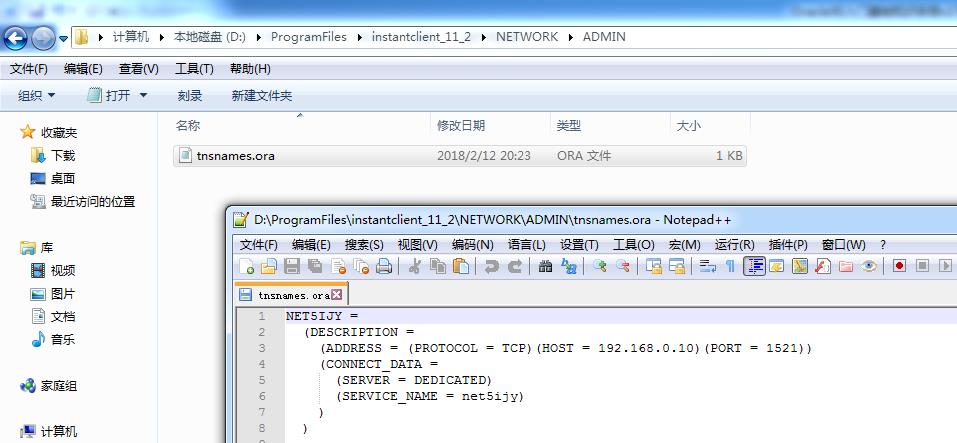 计算机 ▸ 本地磁盘 (D:) ▸ ProgramFiles ▸ instantclient_11_2 ▸ NETWORK ▸ ADMIN
文件(F) 编辑(E) 查看(V) 工具(T) 帮助(H)
组织 打开 刻录 新建文件夹
名称 修改日期 类型 大小
收藏夹
tnsnames.ora 2018/2/12 20:23 ORA 文件 1 KB
下载
桌面
最近访问的位置
库
视频
图片
文档
音乐
家庭组
计算机
D:\ProgramFiles\instantclient_11_2\NETWORK\ADMIN\tnsnames.ora - Notepad++
文件(F) 编辑(E) 搜索(S) 视图(V) 编码(N) 语言(L) 设置(T) 工具(O) 宏(M) 运行(R) 插件(P) 窗口(W) ?
tnsnames.ora
1 NET5IJY =
2 (DESCRIPTION =
3 (ADDRESS = (PROTOCOL = TCP)(HOST = 192.168.0.10)(PORT = 1521))
4 (CONNECT_DATA =
5 (SERVER = DEDICATED)
6 (SERVICE_NAME = net5ijy)
7 )
8 )